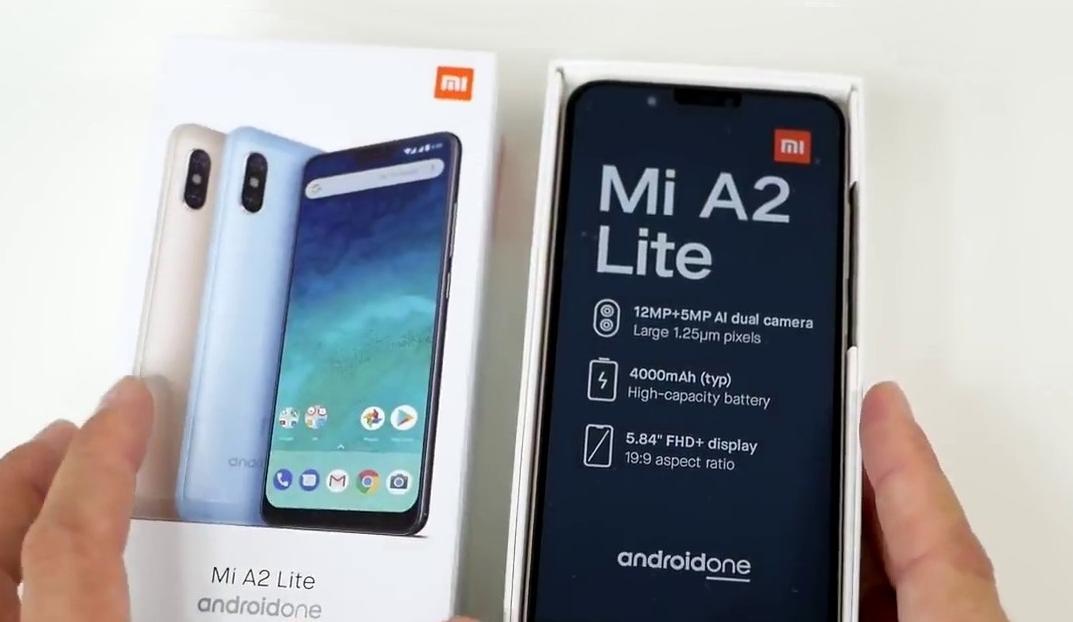 mi
andro
Mi A2 Lite
androidone
mi
Mi A2
Lite
12MP+5MP AI dual camera
Large 1.25μm pixels
4000mAh (typ)
High-capacity battery
5.84" FHD+ display
19:9 aspect ratio
androidone